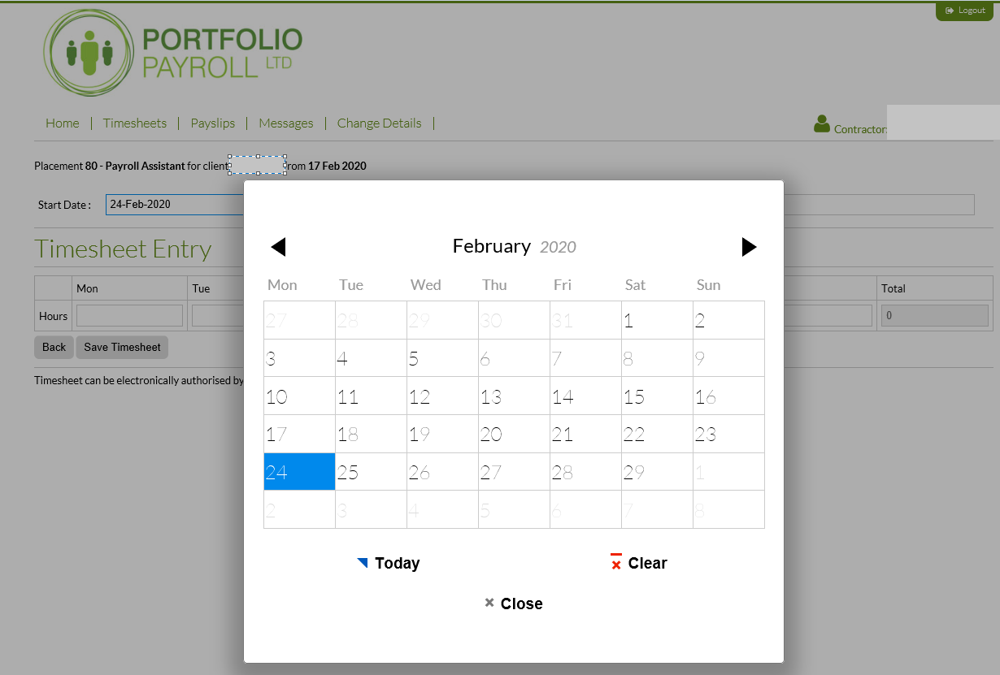 Logout
PORTFOLIO
PAYROLL LTD
Home | Timesheets | Payslips | Messages | Change Details |
Contractor:
Placement 80 - Payroll Assistant for client rom 17 Feb 2020
Start Date : 24-Feb-2020
Timesheet Entry
Mon Tue Total
Hours 0
Back Save Timesheet
Timesheet can be electronically authorised by
February 2020
Mon Tue Wed Thu Fri Sat Sun
27 28 29 30 31 1 2
3 4 5 6 7 8 9
10 11 12 13 14 15 16
17 18 19 20 21 22 23
24 25 26 27 28 29 1
2 3 4 5 6 7 8
Today Clear
Close